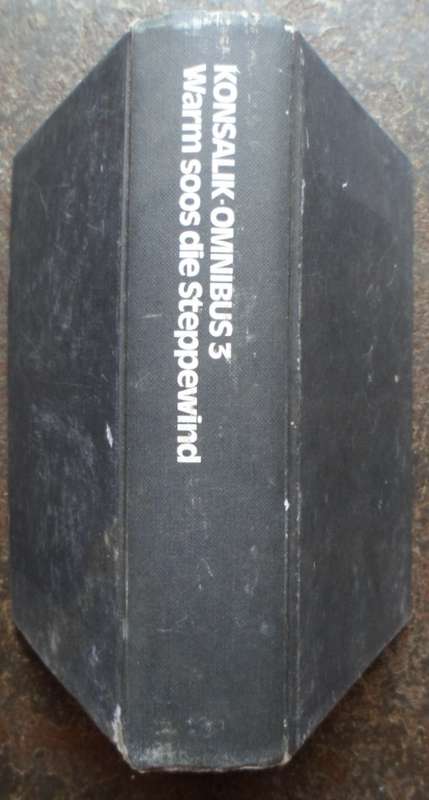 KONSALIK·OMNIBUS 3
Warm soos die Steppewind